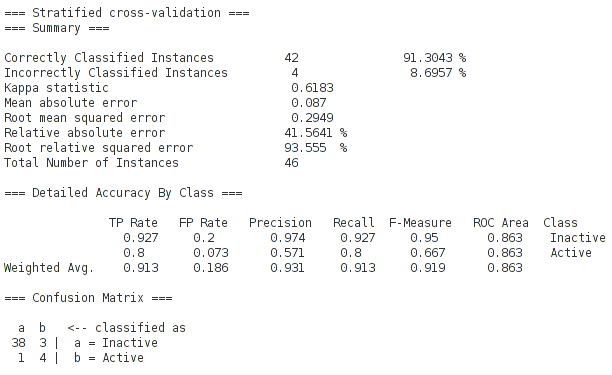 === Stratified cross-validation ===
=== Summary ===
Correctly Classified Instances 42 91.3043 %
Incorrectly Classified Instances 4 8.6957 %
Kappa statistic 0.6183
Mean absolute error 0.087
Root mean squared error 0.2949
Relative absolute error 41.5641 %
Root relative squared error 93.555 %
Total Number of Instances 46
=== Detailed Accuracy By Class ===
TP Rate FP Rate Precision Recall F-Measure ROC Area Class
0.927 0.2 0.974 0.927 0.95 0.863 Inactive
0.8 0.073 0.571 0.8 0.667 0.863 Active
Weighted Avg. 0.913 0.186 0.931 0.913 0.919 0.863
=== Confusion Matrix ===
a b <-- classified as
38 3 | a = Inactive
1 4 | b = Active